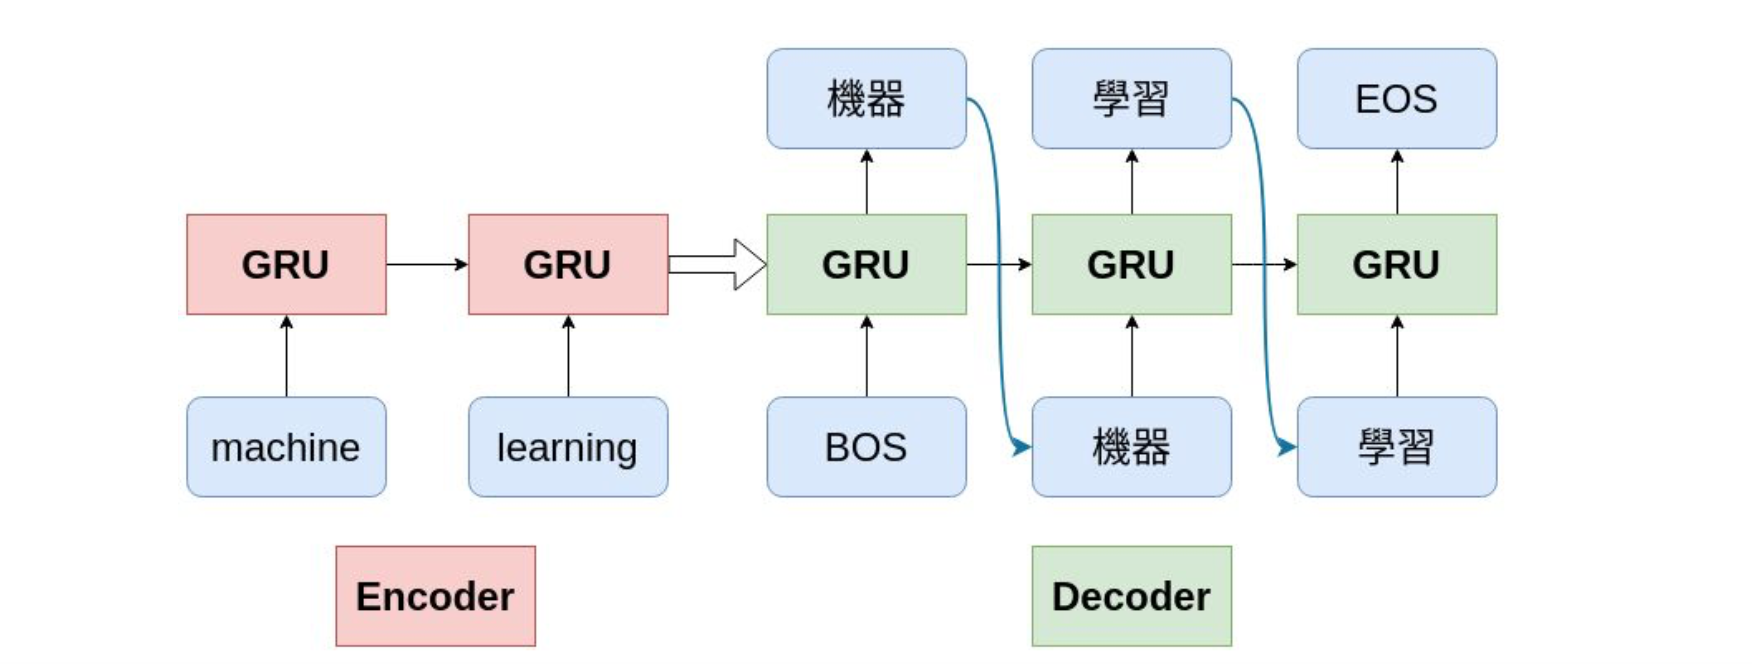 機器
學習
EOS
GRU
GRU
GRU
GRU
GRU
machine
learning
BOS
機器
學習
Encoder
Decoder